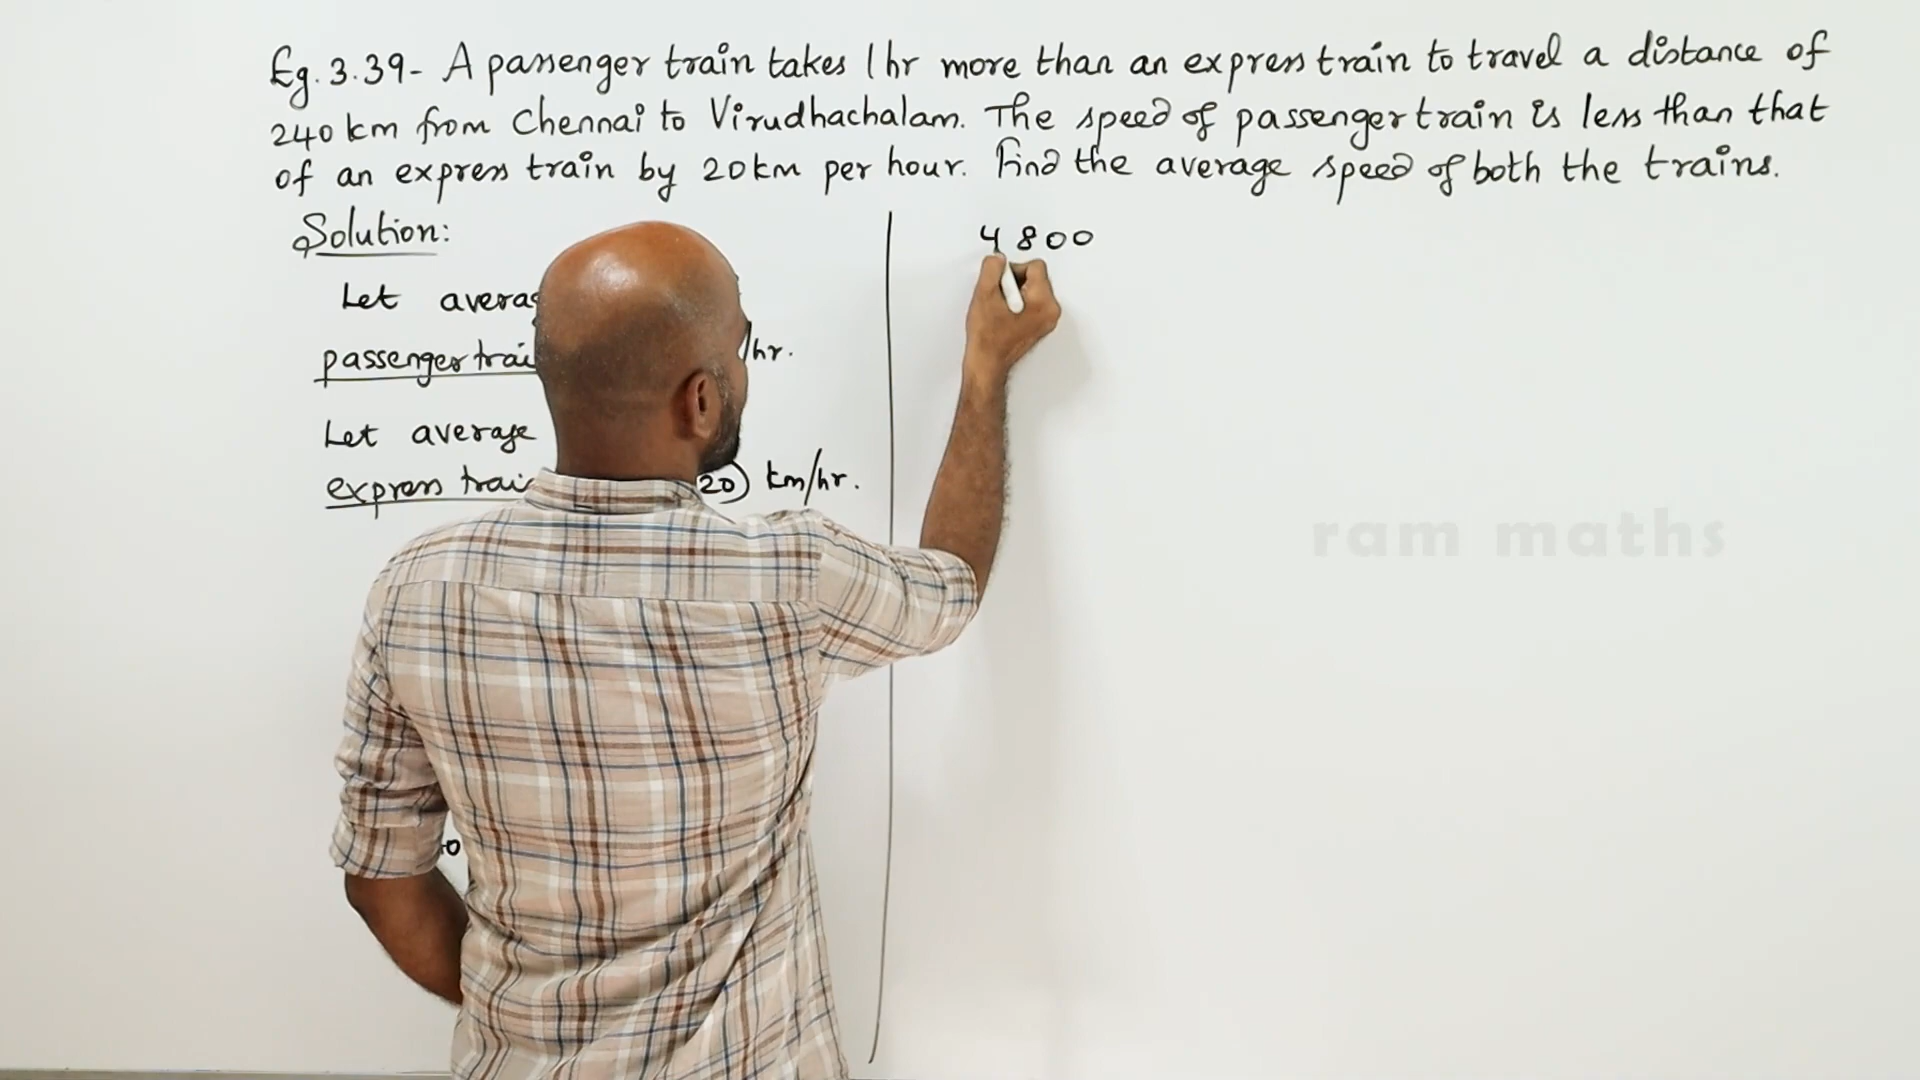 Eg. 3.39- A passenger train takes 1 hr more than an express train to travel a distance of
240 km from Chennai to Virudhachalam. The speed of passenger train is less than that
of an express train by 20 km per hour. Find the average speed of both the trains.
Solution:
Let
passenger /hr.
Let average
express 20) km/hr.
4800
ram maths